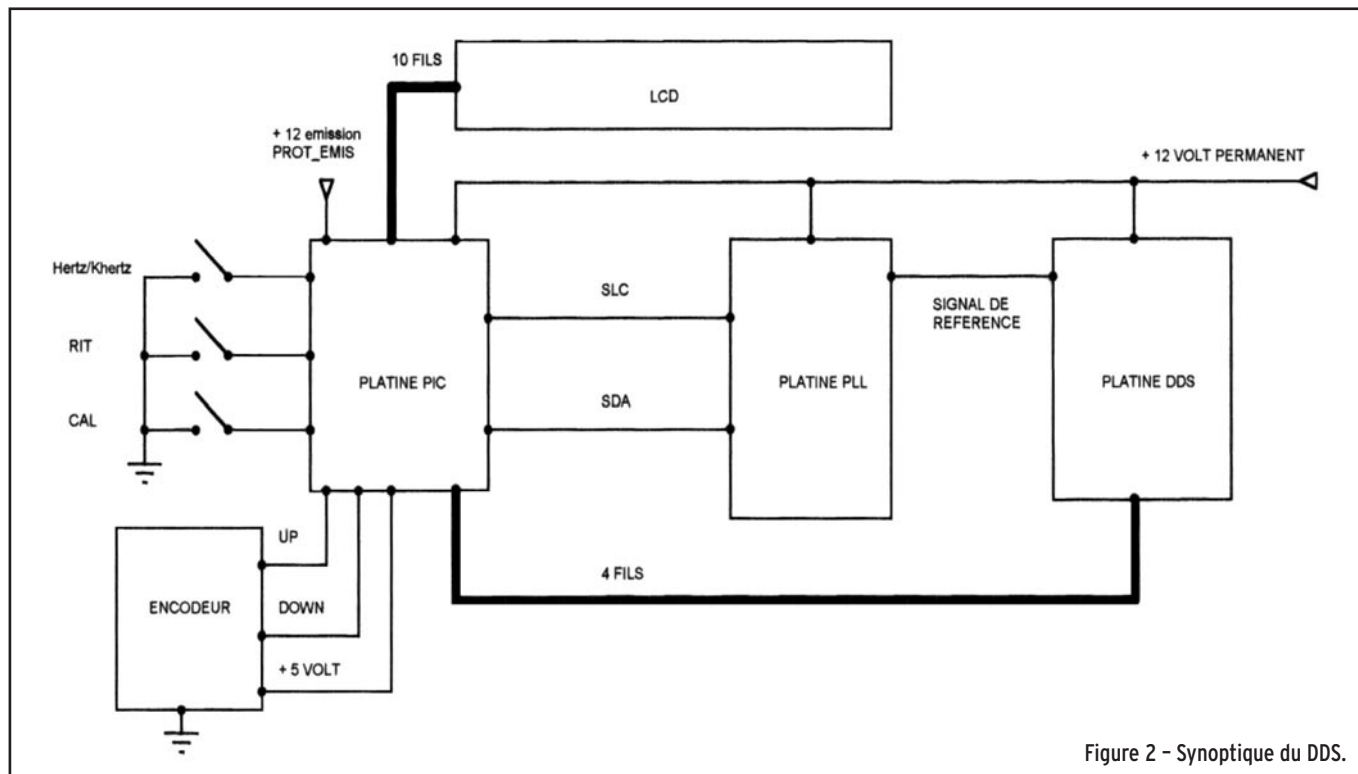 10 FILS
LCD
+ 12 emission
PROT_EMIS
+ 12 VOLT PERMANENT
Hertz/Khertz
RIT
CAL
PLATINE PIC
SLC
SDA
PLATINE PLL
SIGNAL DE
REFERENCE
PLATINE DDS
UP
ENCODEUR
DOWN
+ 5 VOLT
4 FILS
Figure 2 – Synoptique du DDS.